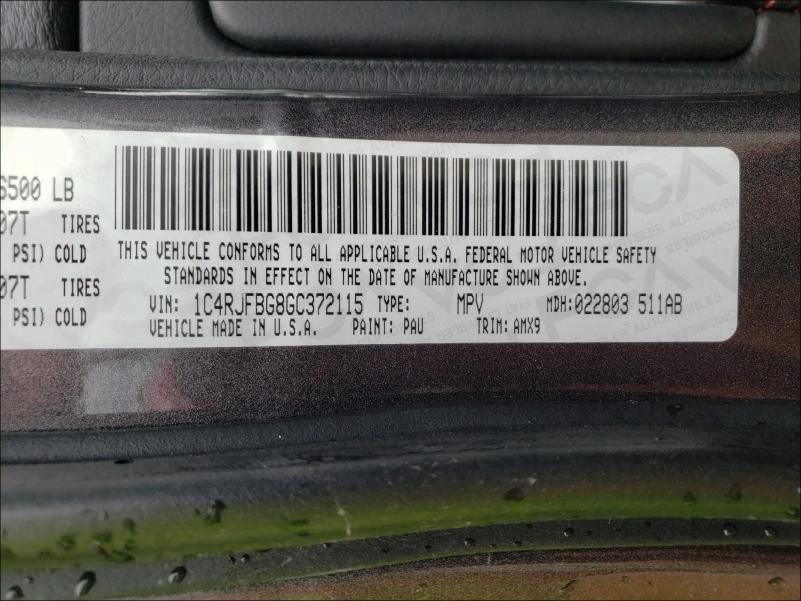 6500 LB
07T TIRES
PSI) COLD
07T TIRES
PSI) COLD
THIS VEHICLE CONFORMS TO ALL APPLICABLE U.S.A. FEDERAL MOTOR VEHICLE SAFETY
STANDARDS IN EFFECT ON THE DATE OF MANUFACTURE SHOWN ABOVE.
VIN: 1C4RJFBG8GC372115 TYPE: MPV MDH:022803 511AB
VEHICLE MADE IN U.S.A. PAINT: PAU TRIM: AMX9